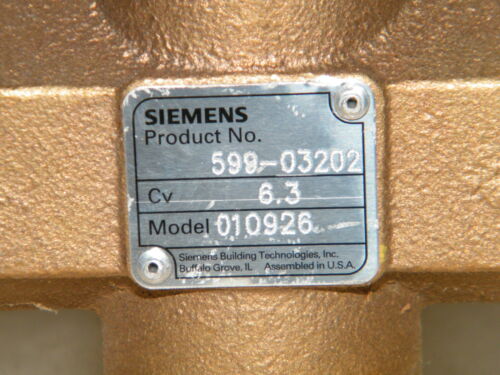 SIEMENS
Product No.
599-03202
Cv 6.3
Model 010926
Siemens Building Technologies, Inc.
Buffalo Grove, IL Assembled in U.S.A.